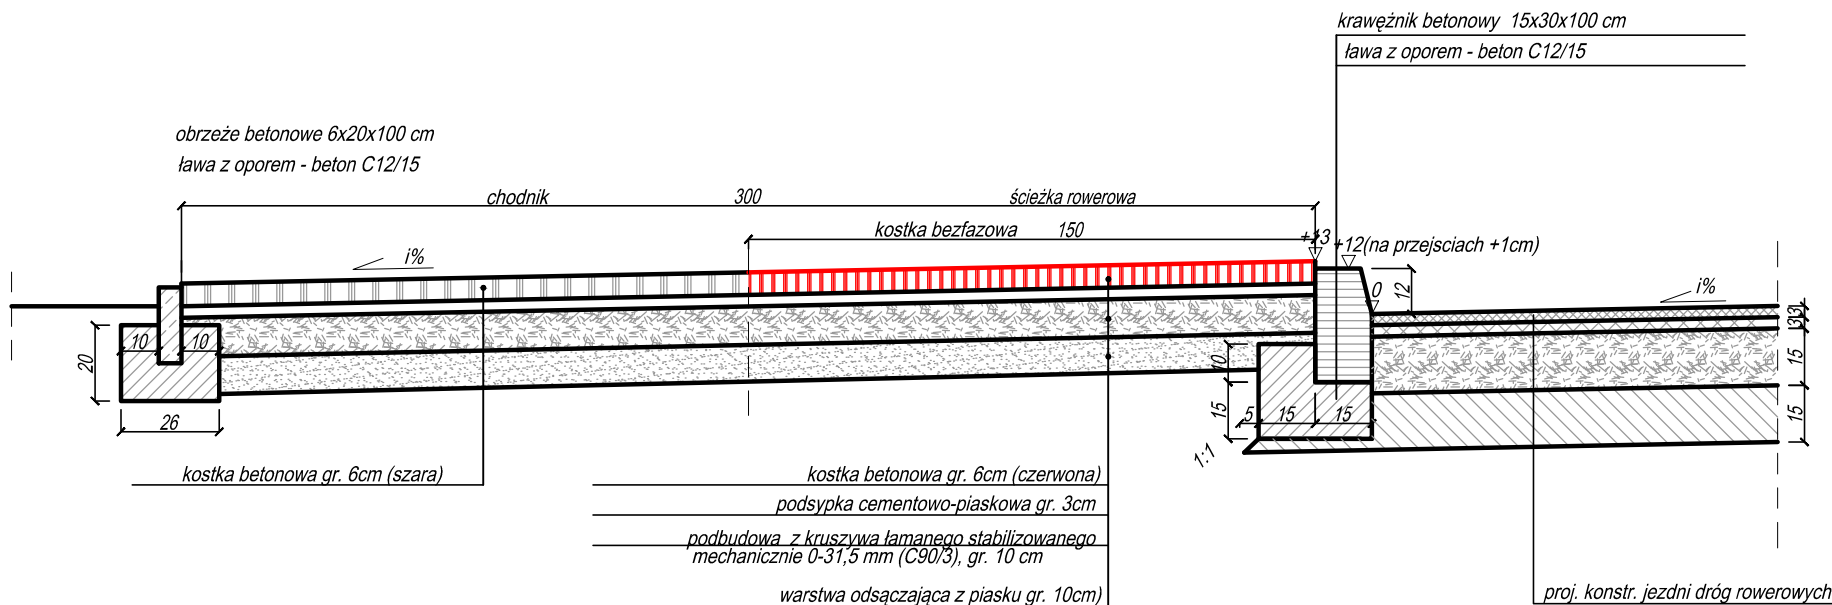 krawężnik betonowy 15x30x100 cm
ława z oporem - beton C12/15
obrzeże betonowe 6x20x100 cm
ława z oporem - beton C12/15
chodnik 300 ścieżka rowerowa
kostka bezfazowa 150
i%
+13
+12(na przejsciach +1cm)
0
12
i%
3
3
10 10
20
26
10
15
5 15 15
1:1
15
15
kostka betonowa gr. 6cm (szara)
kostka betonowa gr. 6cm (czerwona)
podsypka cementowo-piaskowa gr. 3cm
podbudowa z kruszywa łamanego stabilizowanego
mechanicznie 0-31,5 mm (C90/3), gr. 10 cm
warstwa odsączająca z piasku gr. 10cm)
proj. konstr. jezdni dróg rowerowych